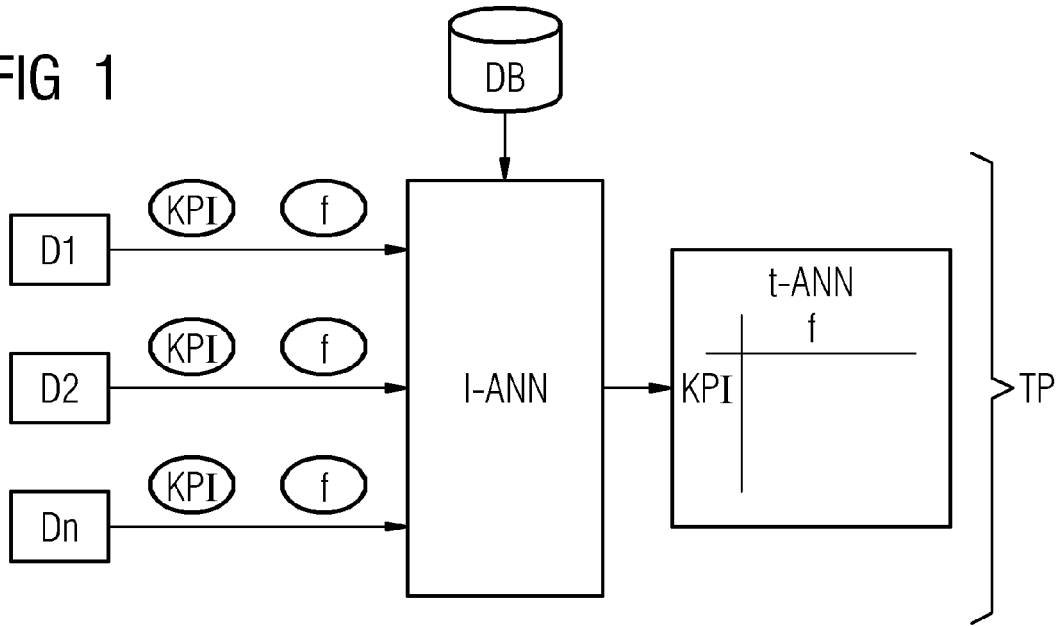 FIG 1
DB
KPI f
D1
t-ANN
f
KPI f
D2
l-ANN
KPI
TP
KPI f
Dn